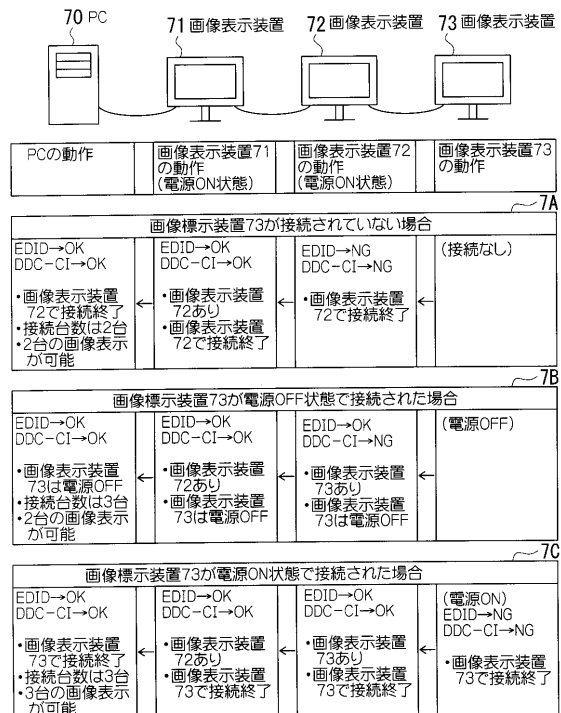 70 PC
71 画像表示装置
72 画像表示装置
73 画像表示装置
PCの動作
画像表示装置71
の動作
(電源ON状態)
画像表示装置72
の動作
(電源ON状態)
画像表示装置73
の動作
7A
画像標示装置73が接続されていない場合
EDID→OK
DDC-CI→OK
・画像表示装置
72で接続終了
・接続台数は2台
・2台の画像表示
が可能
←
EDID→OK
DDC-CI→OK
・画像表示装置
72あり
・画像表示装置
72で接続終了
←
EDID→NG
DDC-CI→NG
・画像表示装置
72で接続終了
←
(接続なし)
7B
画像標示装置73が電源OFF状態で接続された場合
EDID→OK
DDC-CI→OK
・画像表示装置
73は電源OFF
・接続台数は3台
・2台の画像表示
が可能
←
EDID→OK
DDC-CI→OK
・画像表示装置
72あり
・画像表示装置
73は電源OFF
←
EDID→OK
DDC-CI→NG
・画像表示装置
73あり
・画像表示装置
73は電源OFF
←
(電源OFF)
7C
画像標示装置73が電源ON状態で接続された場合
EDID→OK
DDC-CI→OK
・画像表示装置
73で接続終了
・接続台数は3台
・3台の画像表示
が可能
←
EDID→OK
DDC-CI→OK
・画像表示装置
72あり
・画像表示装置
73で接続終了
←
EDID→OK
DDC-CI→OK
・画像表示装置
73あり
・画像表示装置
73で接続終了
←
(電源ON)
EDID→NG
DDC-CI→NG
・画像表示装置
73で接続終了